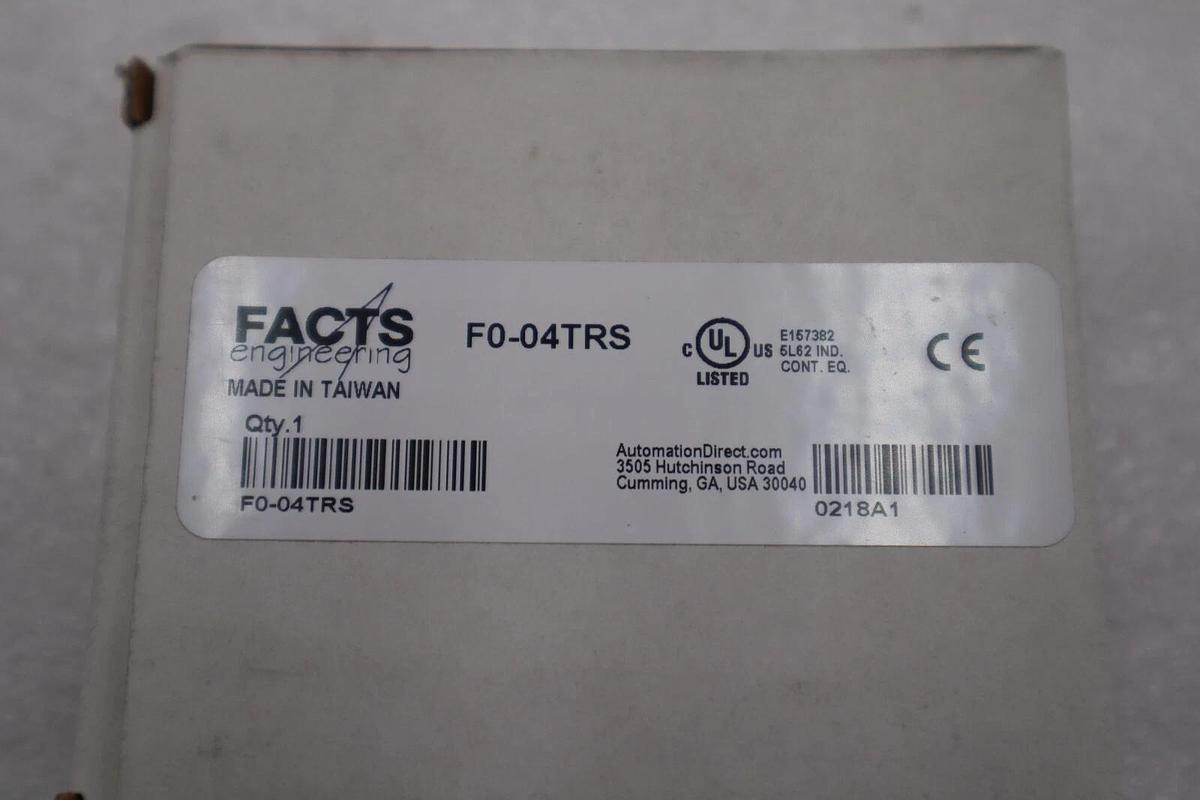 FACTS
engineering
MADE IN TAIWAN
F0-04TRS
C UL US
LISTED
E157382
5L62 IND.
CONT. EQ.
CE
Qty.1
F0-04TRS
AutomationDirect.com
3505 Hutchinson Road
Cumming, GA, USA 30040
0218A1